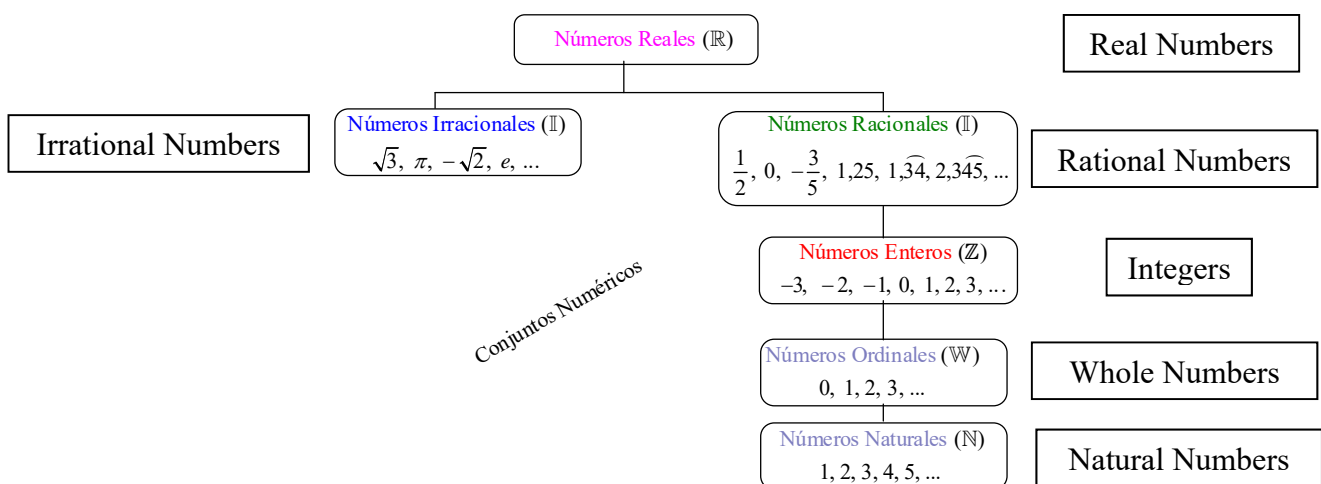 Números Reales (ℝ)
Real Numbers
Irrational Numbers
Números Irracionales (𝕀)
√3, π, −√2, e, ...
Números Racionales (𝕀)
1/2, 0, −3/5, 1,25, 1,3͡4, 2,34͡5, ...
Rational Numbers
Números Enteros (ℤ)
−3, −2, −1, 0, 1, 2, 3, ...
Integers
Conjuntos Numéricos
Números Ordinales (𝕎)
0, 1, 2, 3, ...
Whole Numbers
Números Naturales (ℕ)
1, 2, 3, 4, 5, ...
Natural Numbers